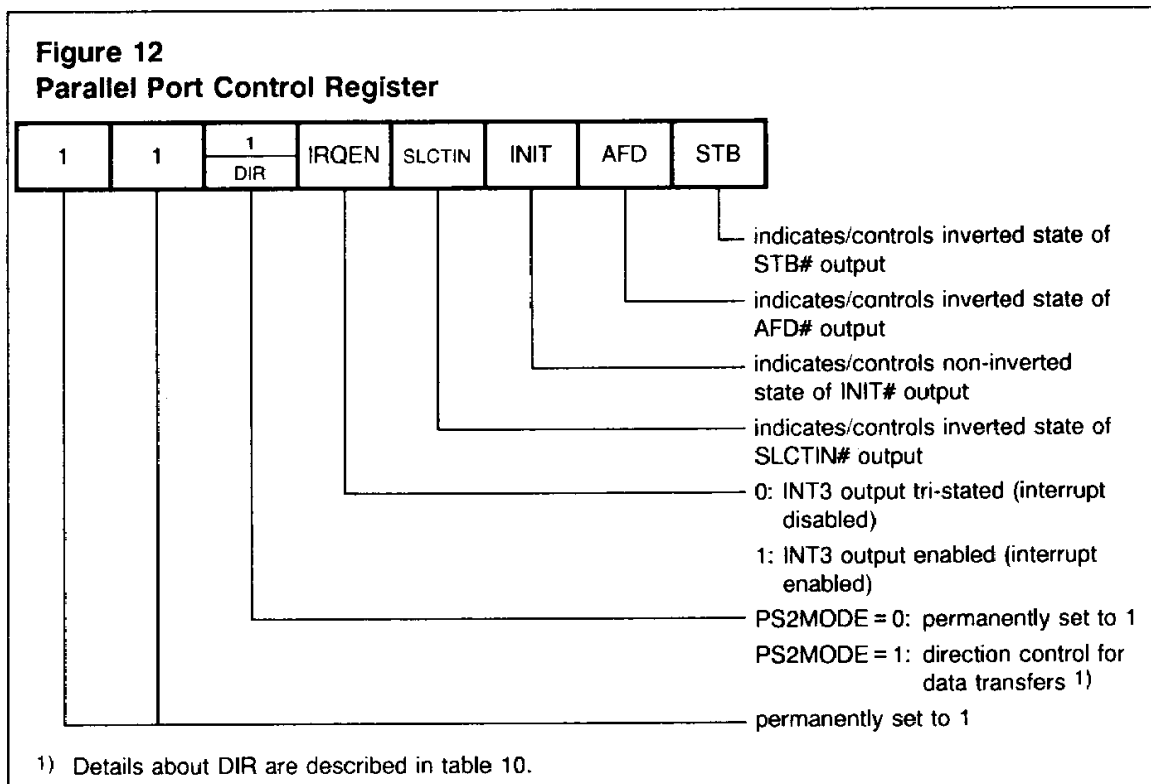 Figure 12
Parallel Port Control Register
1 1 1 IRQEN SLCTIN INIT AFD STB
DIR
indicates/controls inverted state of
STB# output
indicates/controls inverted state of
AFD# output
indicates/controls non-inverted
state of INIT# output
indicates/controls inverted state of
SLCTIN# output
0: INT3 output tri-stated (interrupt
disabled)
1: INT3 output enabled (interrupt
enabled)
PS2MODE = 0: permanently set to 1
PS2MODE = 1: direction control for
data transfers 1)
permanently set to 1
1) Details about DIR are described in table 10.